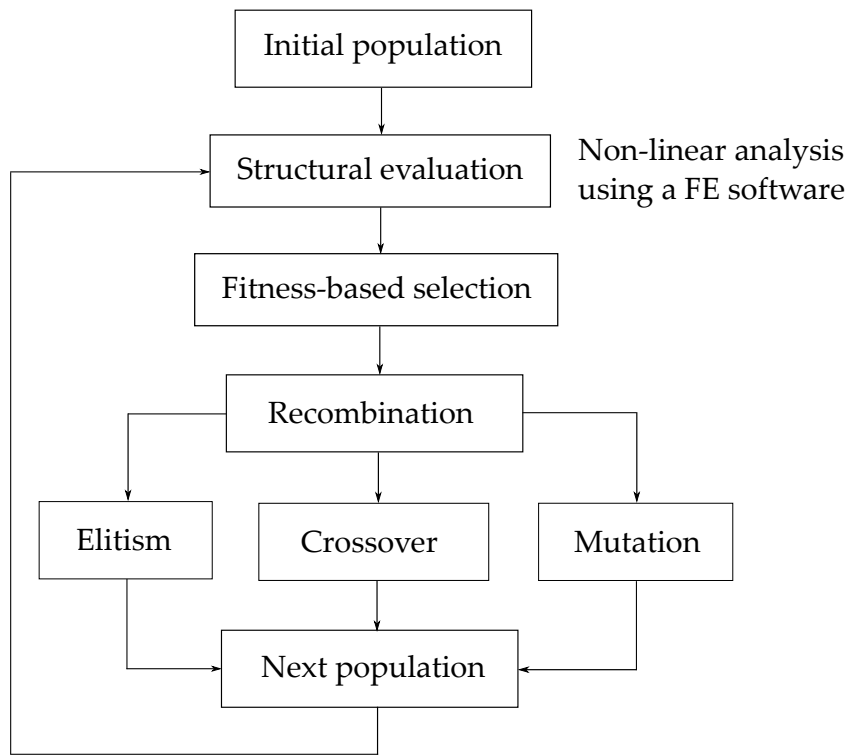 Initial population
Structural evaluation
Non-linear analysis
using a FE software
Fitness-based selection
Recombination
Elitism
Crossover
Mutation
Next population